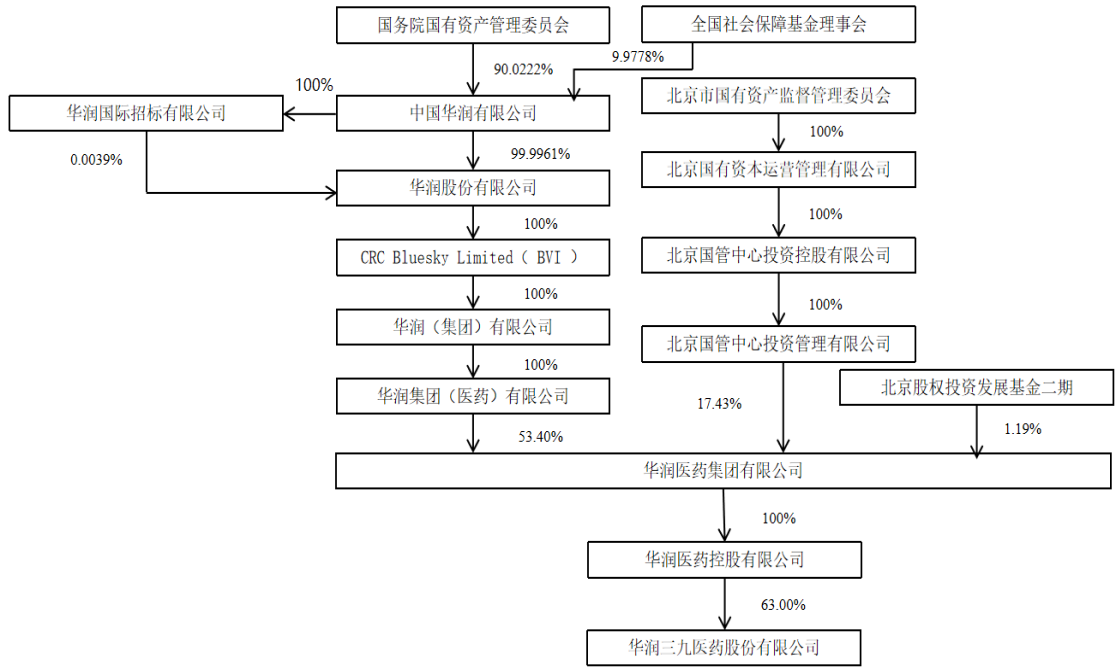 国务院国有资产管理委员会
全国社会保障基金理事会
90.0222%
9.9778%
100%
北京市国有资产监督管理委员会
华润国际招标有限公司
中国华润有限公司
100%
0.0039%
99.9961%
北京国有资本运营管理有限公司
华润股份有限公司
100%
100%
CRC Bluesky Limited（ BVI ）
北京国管中心投资控股有限公司
100%
100%
华润（集团）有限公司
北京国管中心投资管理有限公司
100%
华润集团（医药）有限公司
北京股权投资发展基金二期
17.43%
53.40%
1.19%
华润医药集团有限公司
100%
华润医药控股有限公司
63.00%
华润三九医药股份有限公司